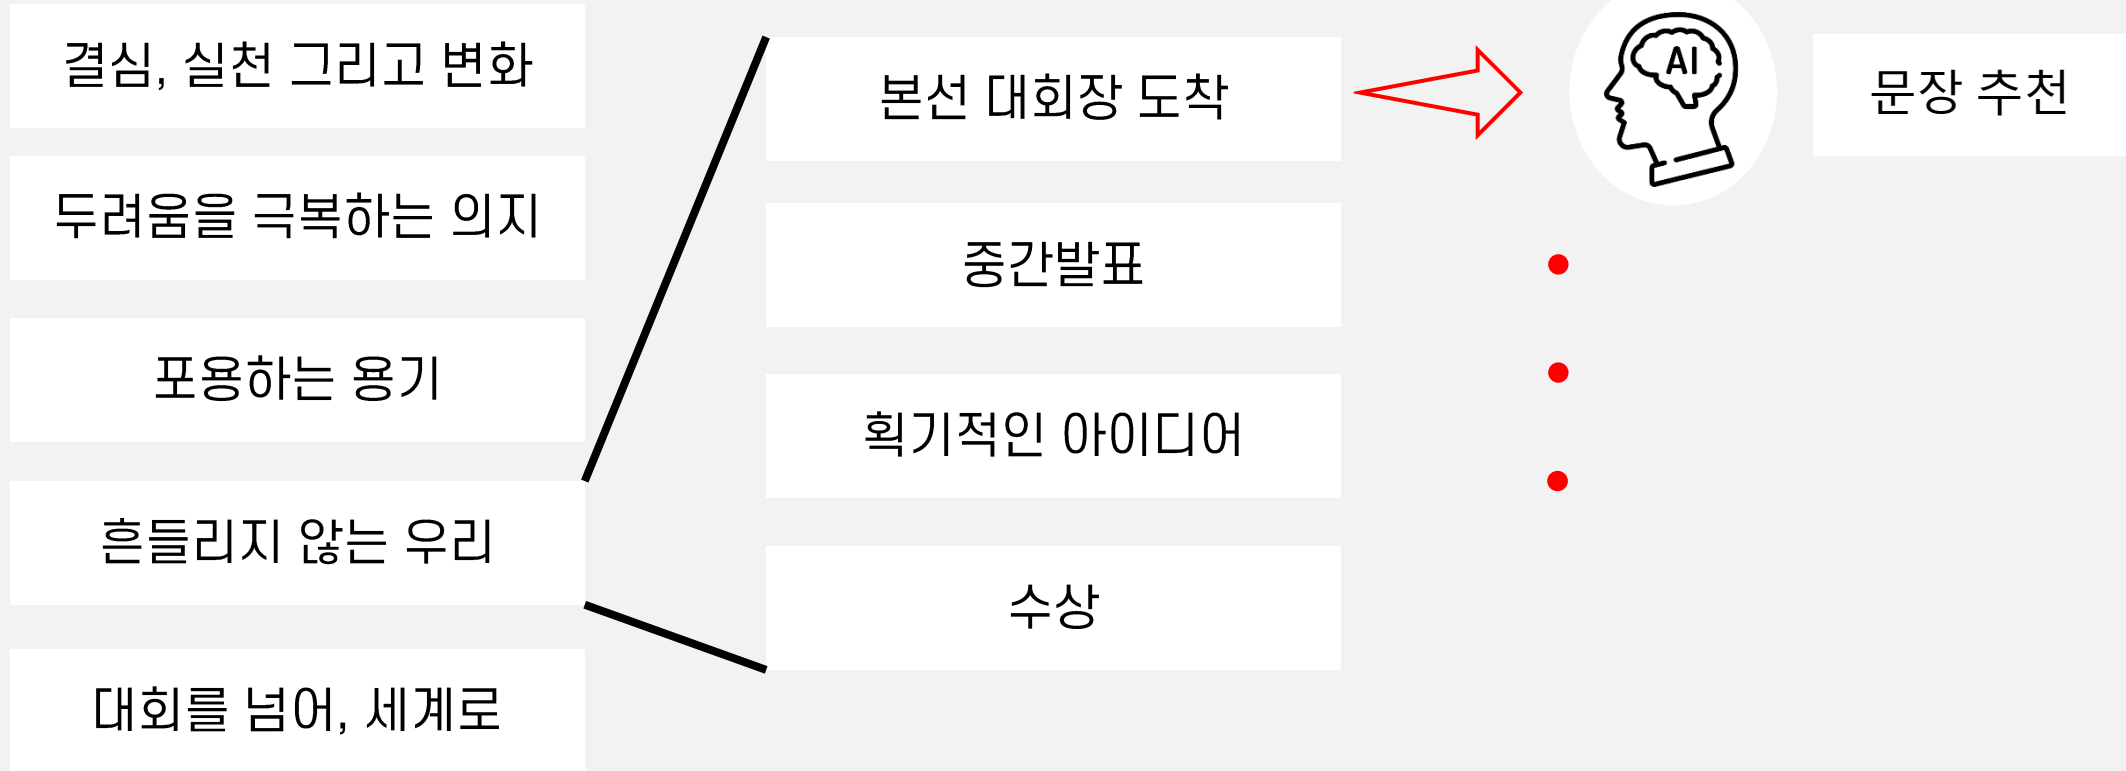 결심, 실천 그리고 변화
두려움을 극복하는 의지
포용하는 용기
흔들리지 않는 우리
대회를 넘어, 세계로
본선 대회장 도착
중간발표
획기적인 아이디어
수상
AI
문장 추천